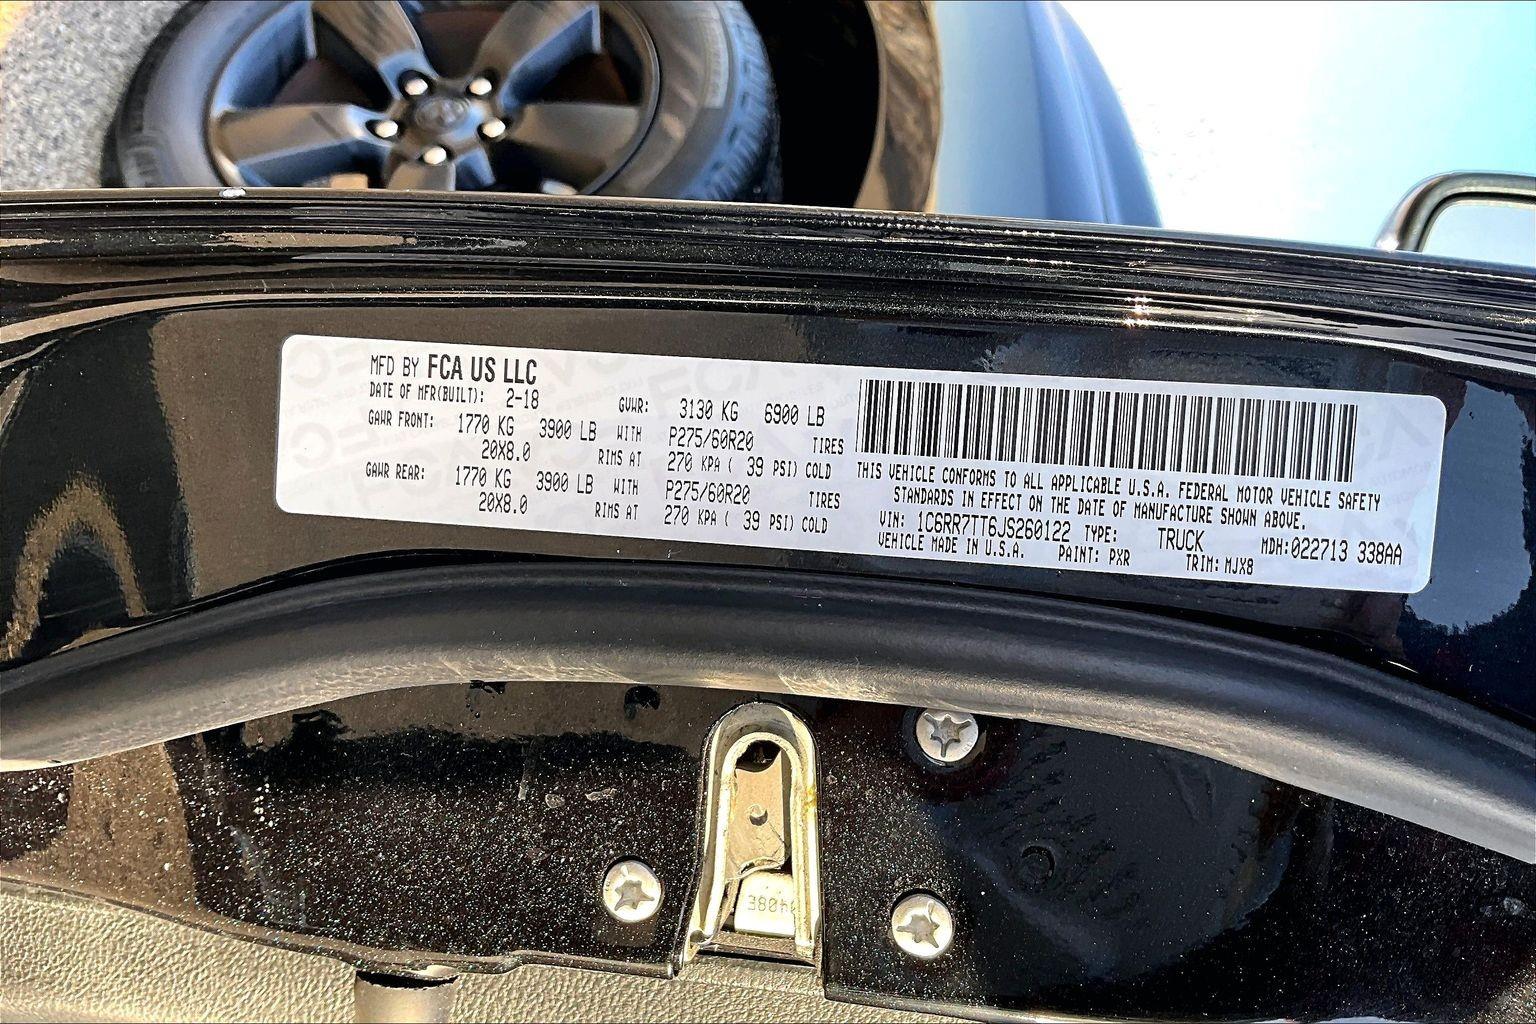 MFD BY FCA US LLC
DATE OF MFR(BUILT): 2-18 GVWR: 3130 KG 6900 LB
GAWR FRONT: 1770 KG 3900 LB WITH P275/60R20 TIRES
20X8.0 RIMS AT 270 KPA ( 39 PSI) COLD
GAWR REAR: 1770 KG 3900 LB WITH P275/60R20 TIRES
20X8.0 RIMS AT 270 KPA ( 39 PSI) COLD
THIS VEHICLE CONFORMS TO ALL APPLICABLE U.S.A. FEDERAL MOTOR VEHICLE SAFETY
STANDARDS IN EFFECT ON THE DATE OF MANUFACTURE SHOWN ABOVE.
VIN: 1C6RR7TT6JS260122 TYPE: TRUCK MDH:022713 338AA
VEHICLE MADE IN U.S.A. PAINT: PXR TRIM: MJX8